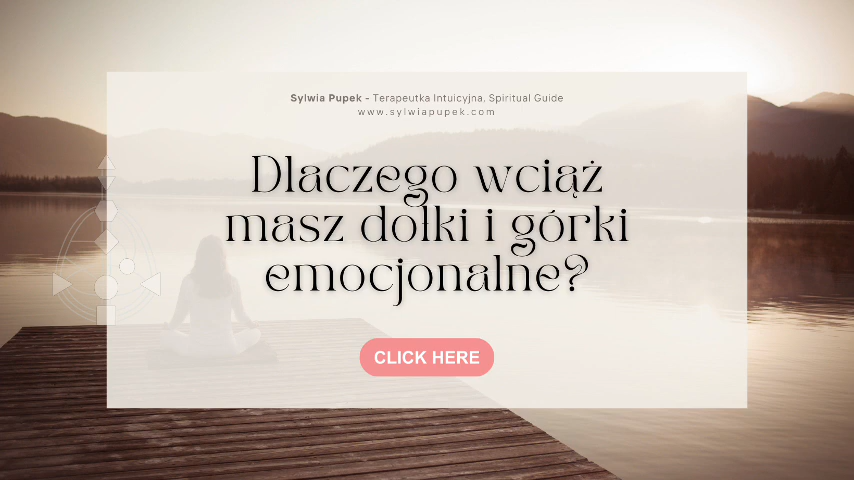 Sylwia Pupek - Terapeutka Intuicyjna, Spiritual Guide
www.sylwiapupek.com
Dlaczego wciąż
masz dołki i górki
emocjonalne?
CLICK HERE